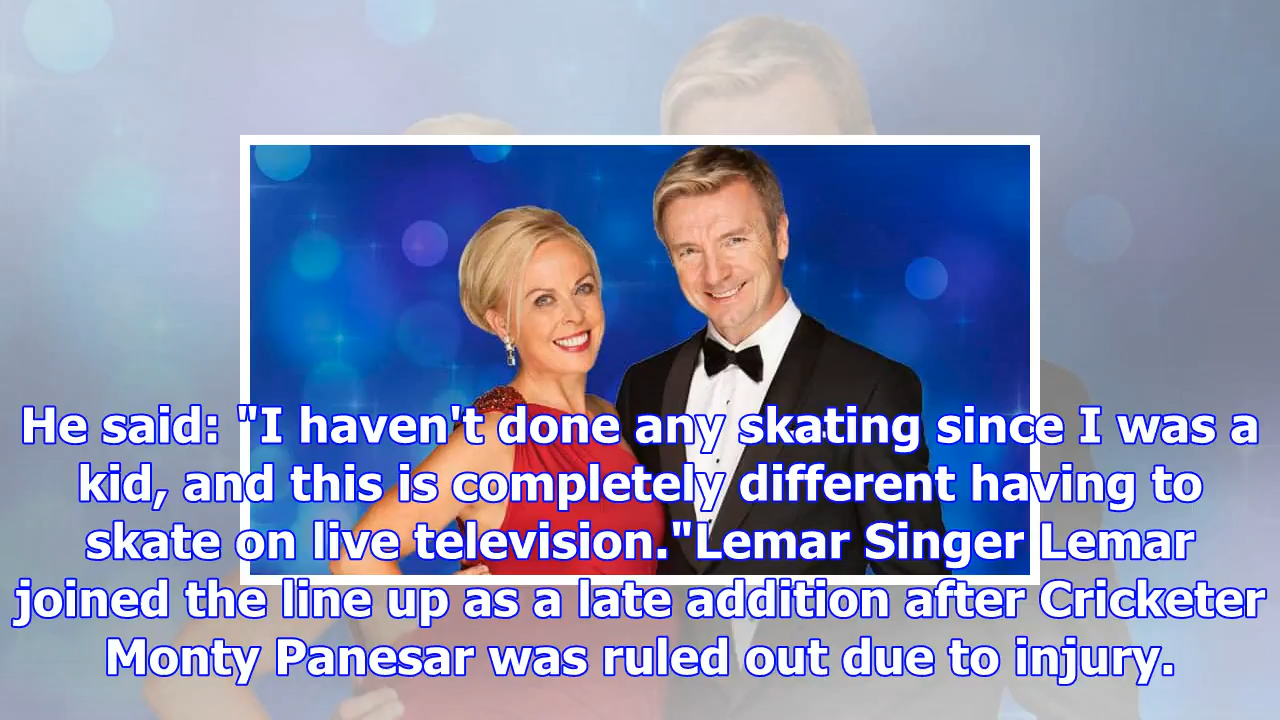 He said: "I haven't done any skating since I was a
kid, and this is completely different having to
skate on live television."Lemar Singer Lemar
joined the line up as a late addition after Cricketer
Monty Panesar was ruled out due to injury.